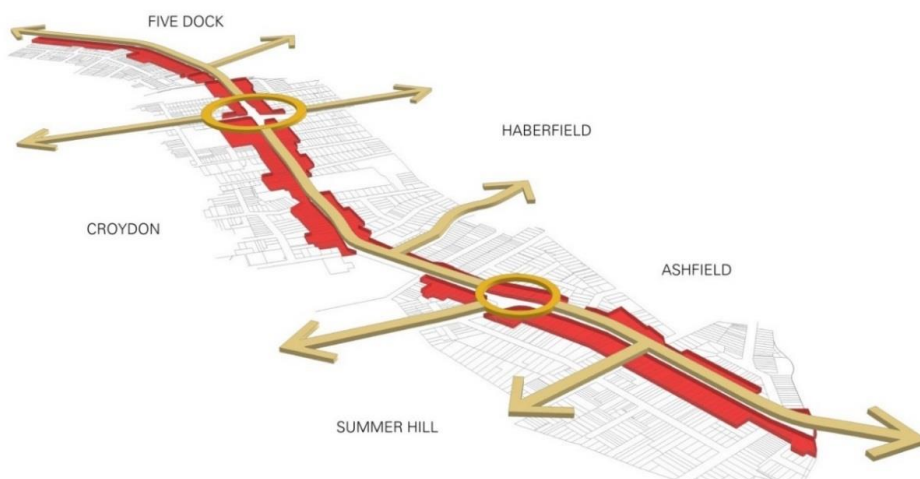 FIVE DOCK
HABERFIELD
CROYDON
ASHFIELD
SUMMER HILL